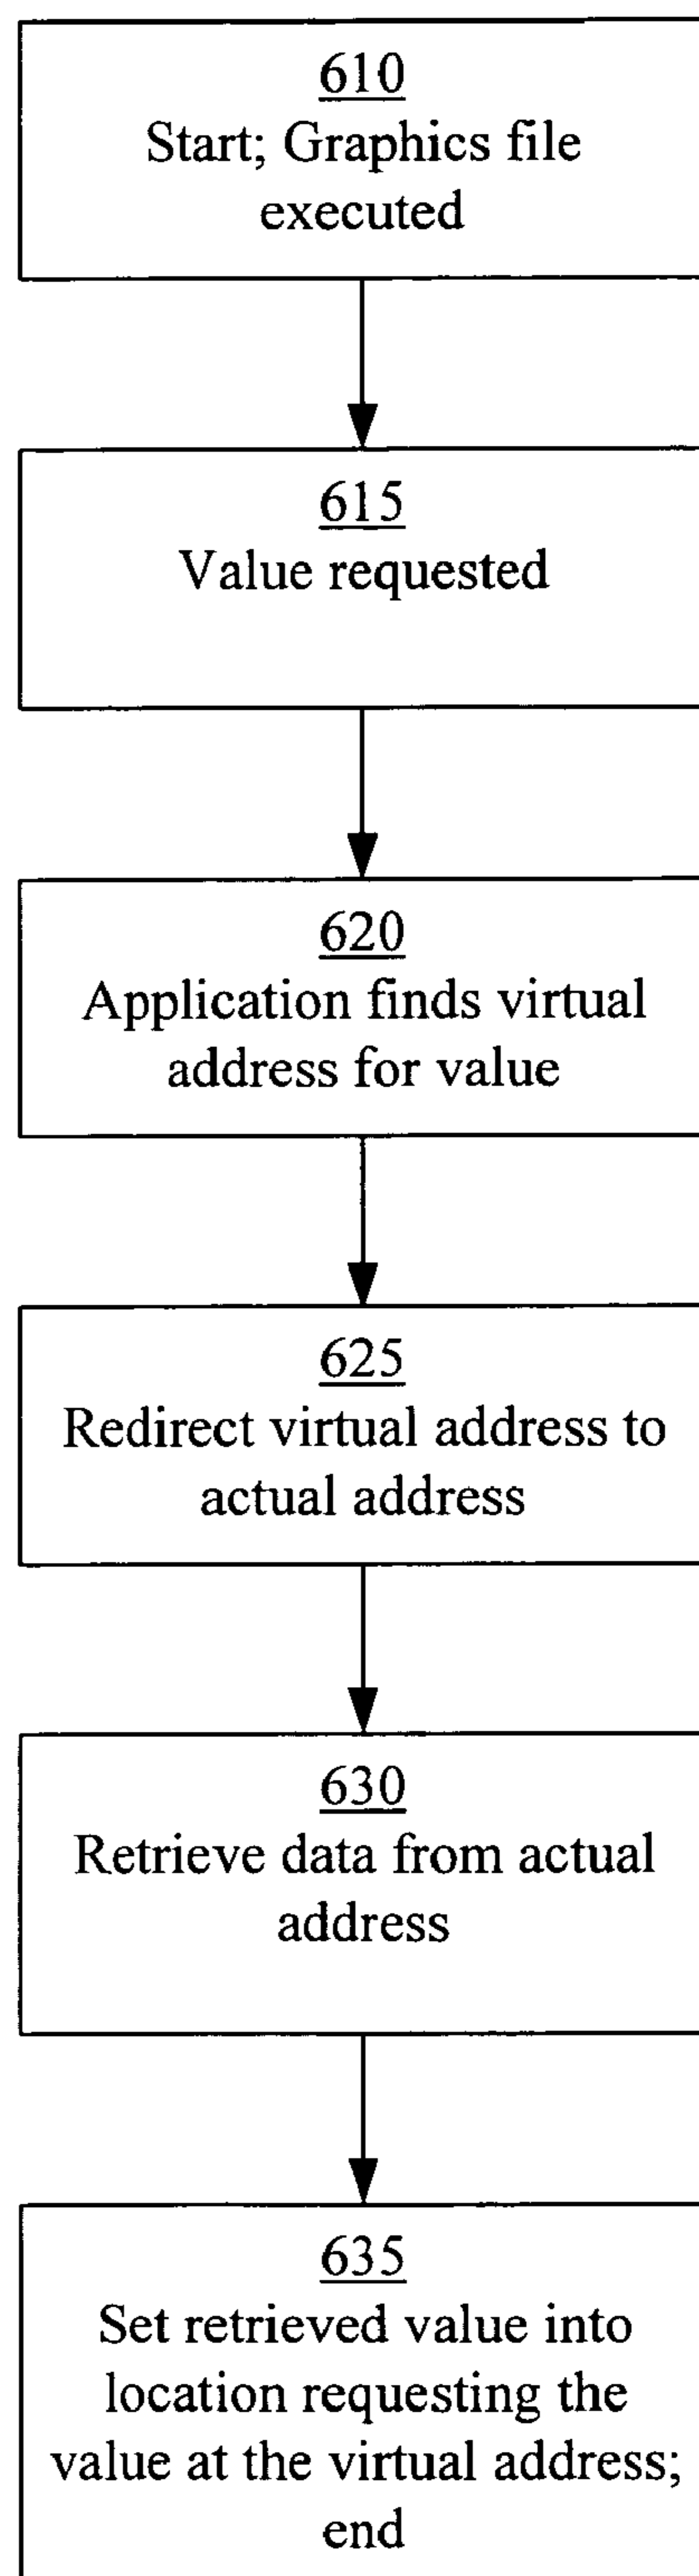 610
Start; Graphics file
executed
615
Value requested
620
Application finds virtual
address for value
625
Redirect virtual address to
actual address
630
Retrieve data from actual
address
635
Set retrieved value into
location requesting the
value at the virtual address;
end